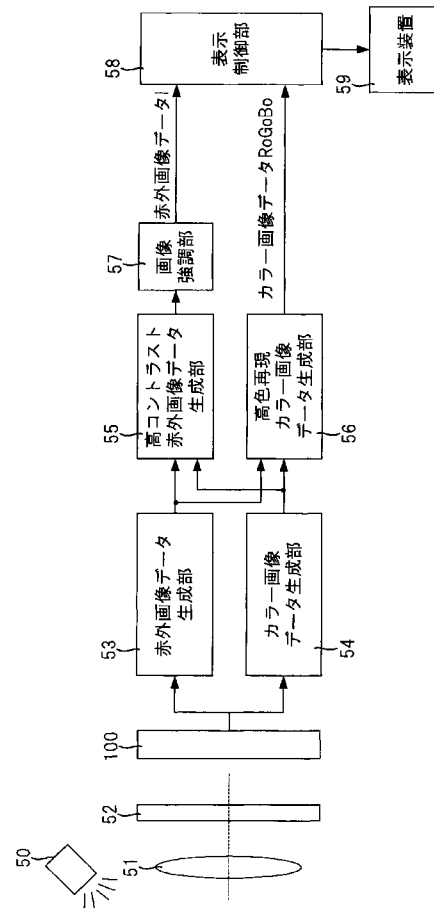 50
51
52
100
53
赤外画像データ
生成部
54
カラー画像
データ生成部
55
高コントラスト
赤外画像データ
生成部
56
高色再現
カラー画像
データ生成部
57
画像
強調部
赤外画像データI
カラー画像データRoGoBo
58
表示
制御部
59
表示装置